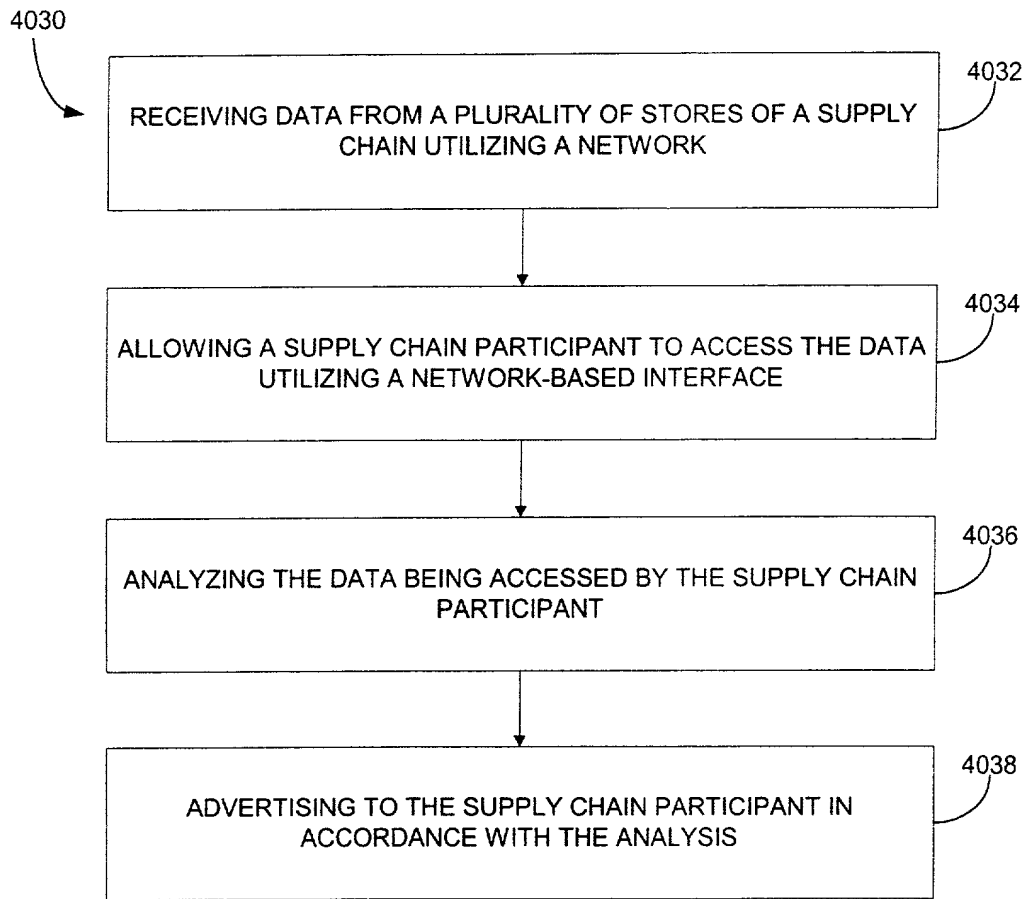 4030
4032
RECEIVING DATA FROM A PLURALITY OF STORES OF A SUPPLY
CHAIN UTILIZING A NETWORK
4034
ALLOWING A SUPPLY CHAIN PARTICIPANT TO ACCESS THE DATA
UTILIZING A NETWORK-BASED INTERFACE
4036
ANALYZING THE DATA BEING ACCESSED BY THE SUPPLY CHAIN
PARTICIPANT
4038
ADVERTISING TO THE SUPPLY CHAIN PARTICIPANT IN
ACCORDANCE WITH THE ANALYSIS